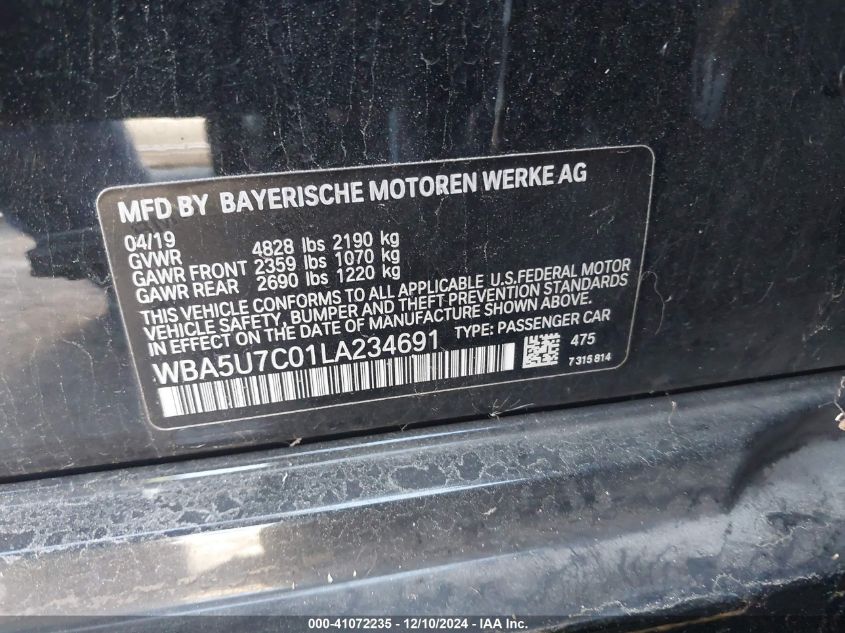 MFD BY BAYERISCHE MOTOREN WERKE AG
04/19
GVWR 4828 lbs 2190 kg
GAWR FRONT 2359 lbs 1070 kg
GAWR REAR 2690 lbs 1220 kg
THIS VEHICLE CONFORMS TO ALL APPLICABLE U.S.FEDERAL MOTOR
VEHICLE SAFETY, BUMPER AND THEFT PREVENTION STANDARDS
IN EFFECT ON THE DATE OF MANUFACTURE SHOWN ABOVE.
WBA5U7C01LA234691 TYPE: PASSENGER CAR
475
7 315 814
000-41072235 - 12/10/2024 - IAA Inc.